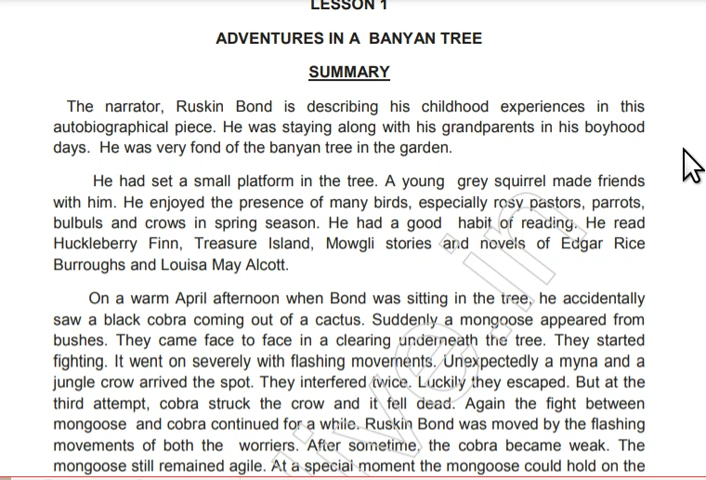 LESSON 1
ADVENTURES IN A BANYAN TREE
SUMMARY
The narrator, Ruskin Bond is describing his childhood experiences in this
autobiographical piece. He was staying along with his grandparents in his boyhood
days. He was very fond of the banyan tree in the garden.
He had set a small platform in the tree. A young grey squirrel made friends
with him. He enjoyed the presence of many birds, especially rosy pastors, parrots,
bulbuls and crows in spring season. He had a good habit of reading. He read
Huckleberry Finn, Treasure Island, Mowgli stories and novels of Edgar Rice
Burroughs and Louisa May Alcott.
On a warm April afternoon when Bond was sitting in the tree, he accidentally
saw a black cobra coming out of a cactus. Suddenly a mongoose appeared from
bushes. They came face to face in a clearing underneath the tree. They started
fighting. It went on severely with flashing movements. Unexpectedly a myna and a
jungle crow arrived the spot. They interfered twice. Luckily they escaped. But at the
third attempt, cobra struck the crow and it fell dead. Again the fight between
mongoose and cobra continued for a while. Ruskin Bond was moved by the flashing
movements of both the worriers. After sometime, the cobra became weak. The
mongoose still remained agile. At a special moment the mongoose could hold on the
live.in